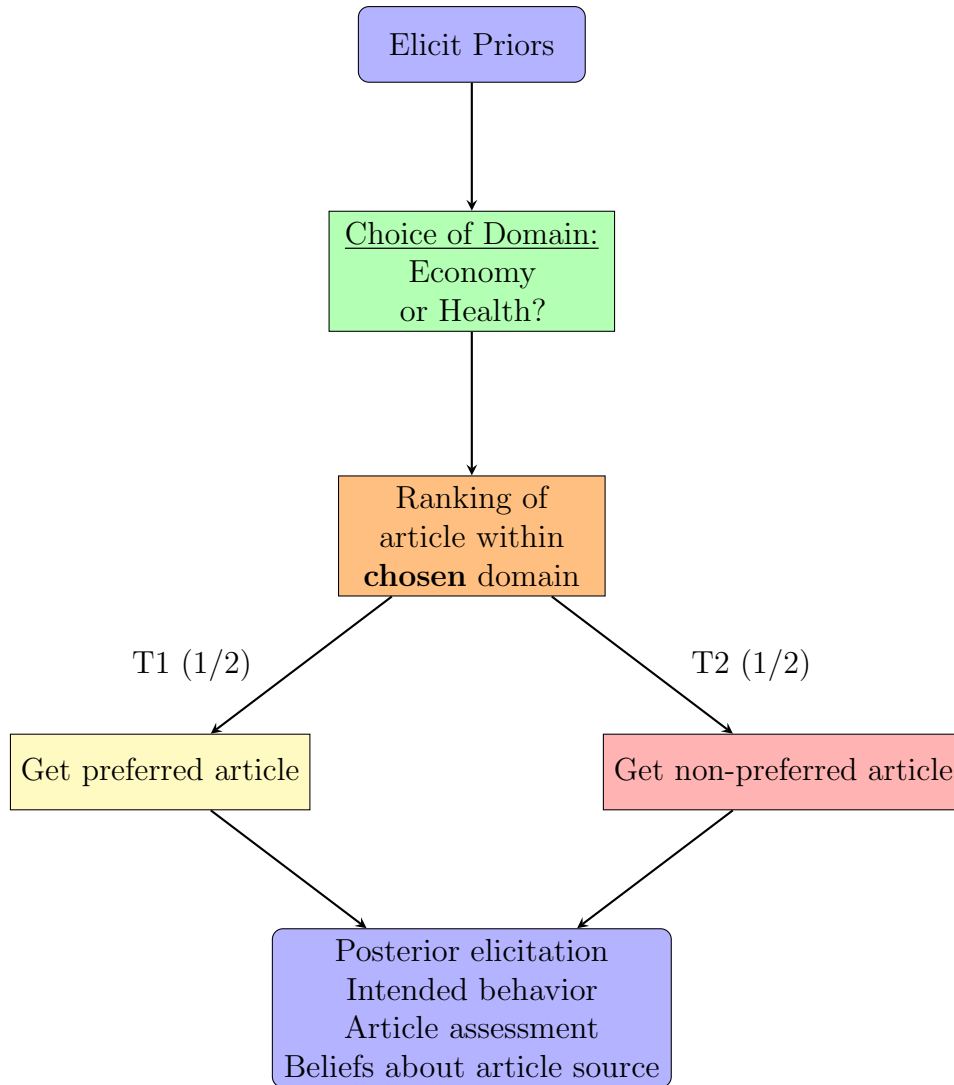 Elicit Priors
Choice of Domain:
Economy
or Health?
Ranking of
article within
chosen domain
T1 (1/2)
T2 (1/2)
Get preferred article
Get non-preferred article
Posterior elicitation
Intended behavior
Article assessment
Beliefs about article source